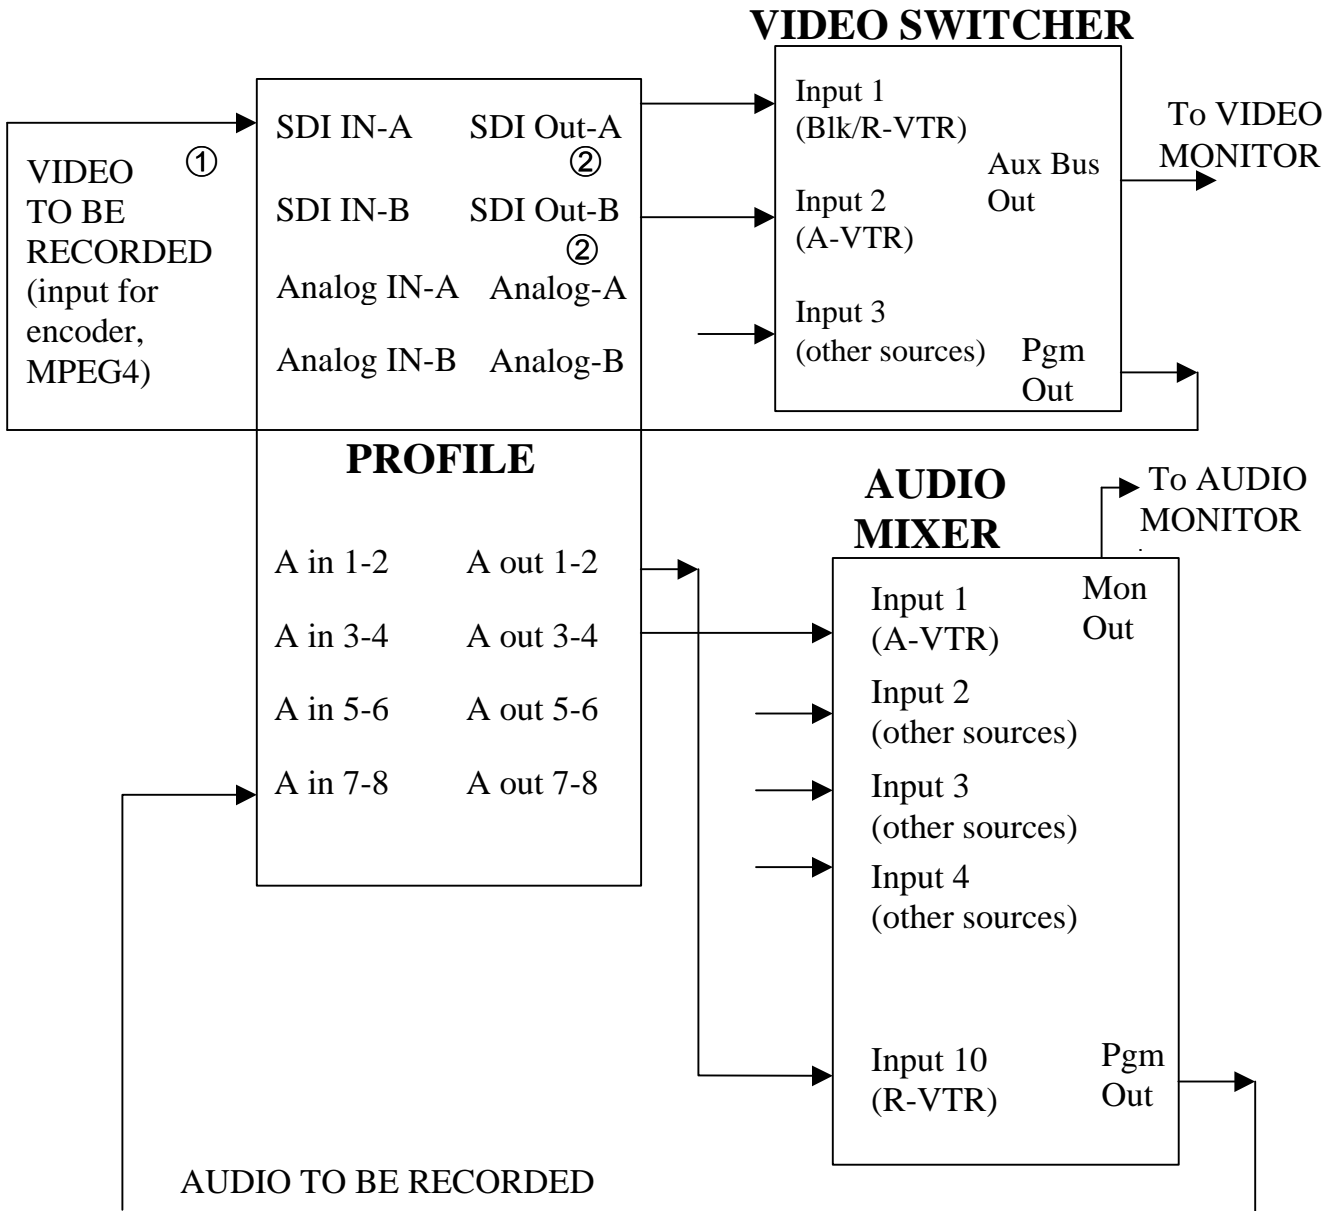 VIDEO SWITCHER
VIDEO ①
TO BE
RECORDED
(input for
encoder,
MPEG4)
SDI IN-A SDI Out-A
②
SDI IN-B SDI Out-B
②
Analog IN-A Analog-A
Analog IN-B Analog-B
PROFILE
A in 1-2 A out 1-2
A in 3-4 A out 3-4
A in 5-6 A out 5-6
A in 7-8 A out 7-8
Input 1
(Blk/R-VTR)
Input 2
(A-VTR)
Input 3
(other sources)
Aux Bus
Out
Pgm
Out
To VIDEO
MONITOR
AUDIO
MIXER
To AUDIO
MONITOR
Input 1
(A-VTR)
Input 2
(other sources)
Input 3
(other sources)
Input 4
(other sources)
Input 10
(R-VTR)
Mon
Out
Pgm
Out
AUDIO TO BE RECORDED